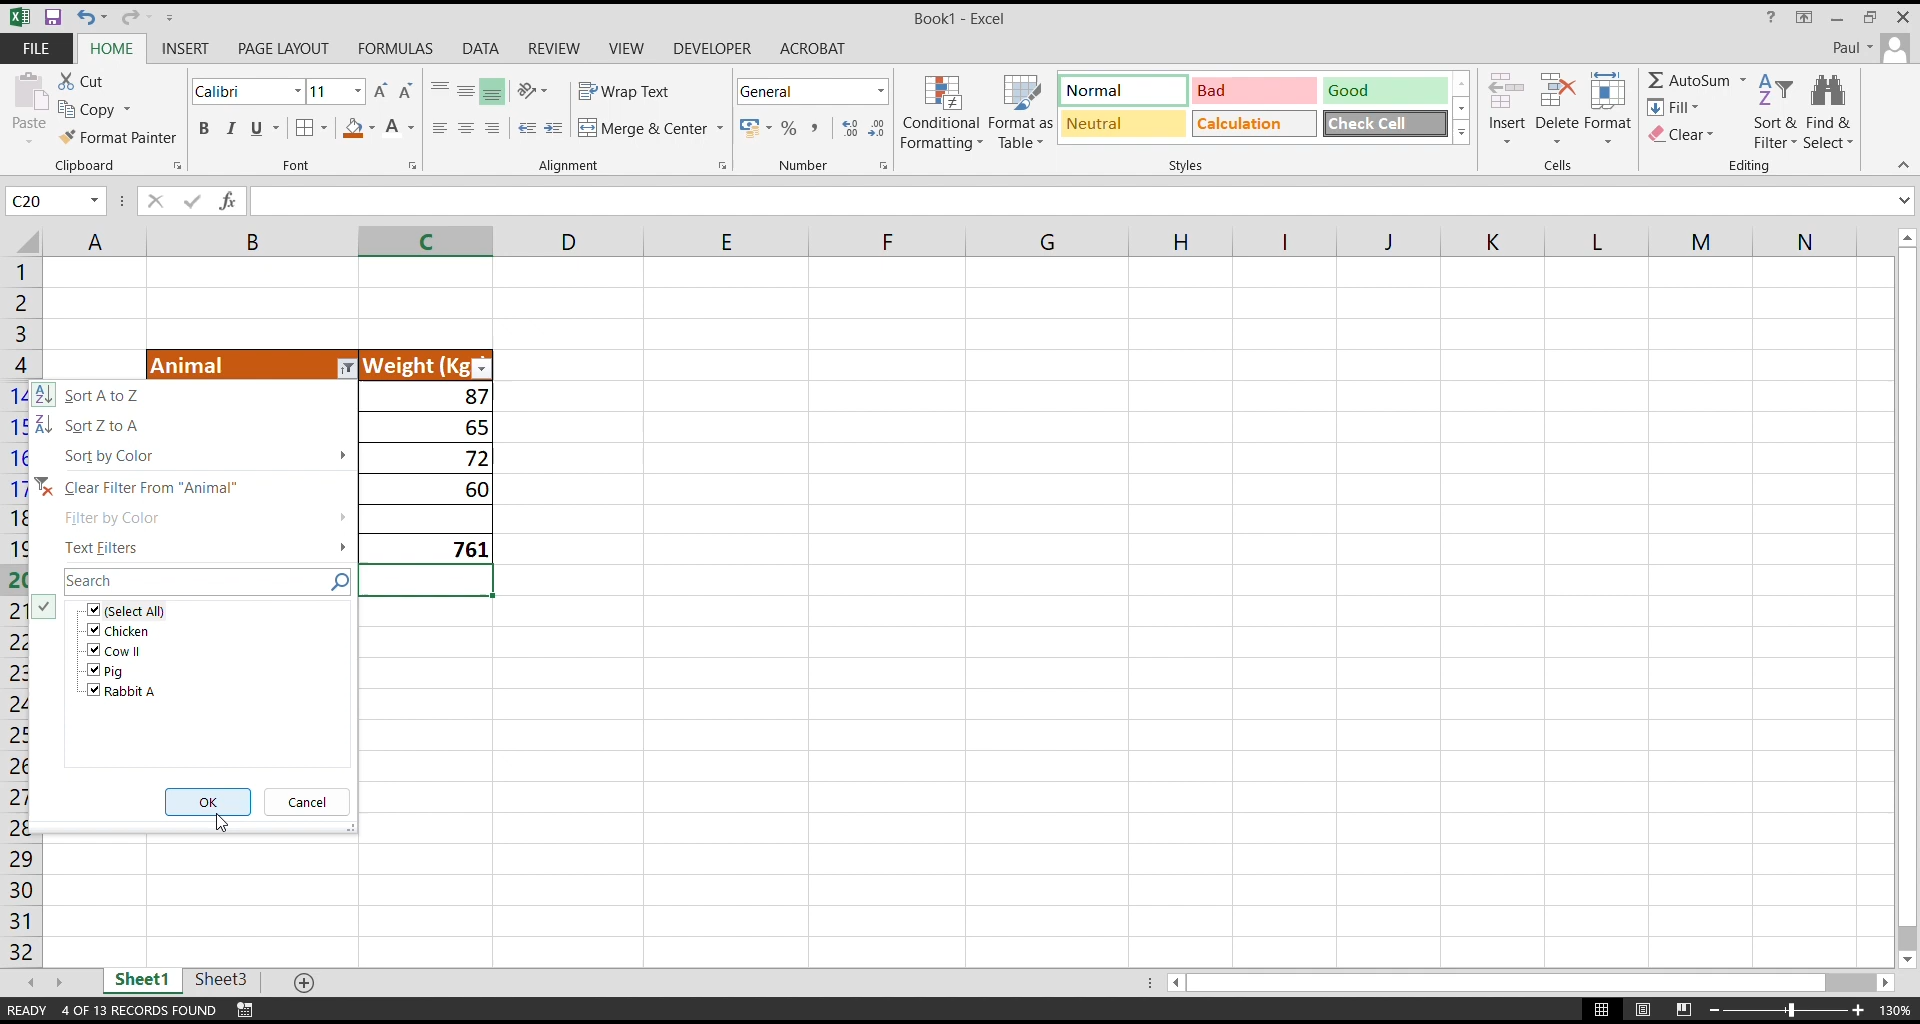 Book1 - Excel
?
FILE HOME INSERT PAGE LAYOUT FORMULAS DATA REVIEW VIEW DEVELOPER ACROBAT
Paul
Paste
Cut
Copy
Format Painter
Clipboard
Calibri 11 A A
B I U A
Font
Wrap Text
Merge & Center
Alignment
General
% ,
Number
Conditional Formatting
Format as Table
Normal Bad Good
Neutral Calculation Check Cell
Styles
Insert Delete Format
Cells
AutoSum
Fill
Clear
Sort & Filter
Find & Select
Editing
C20
fx
A B C D E F G H I J K L M N
1
2
3
4 Animal Weight (Kg
14 Sort A to Z 87
15 Sort Z to A 65
16 Sort by Color 72
17 Clear Filter From "Animal" 60
18 Filter by Color
19 Text Filters 761
20 Search
21 (Select All)
Chicken
22 Cow II
23 Pig
Rabbit A
24
25
26
27 OK Cancel
28
29
30
31
32
Sheet1 Sheet3
READY 4 OF 13 RECORDS FOUND
130%